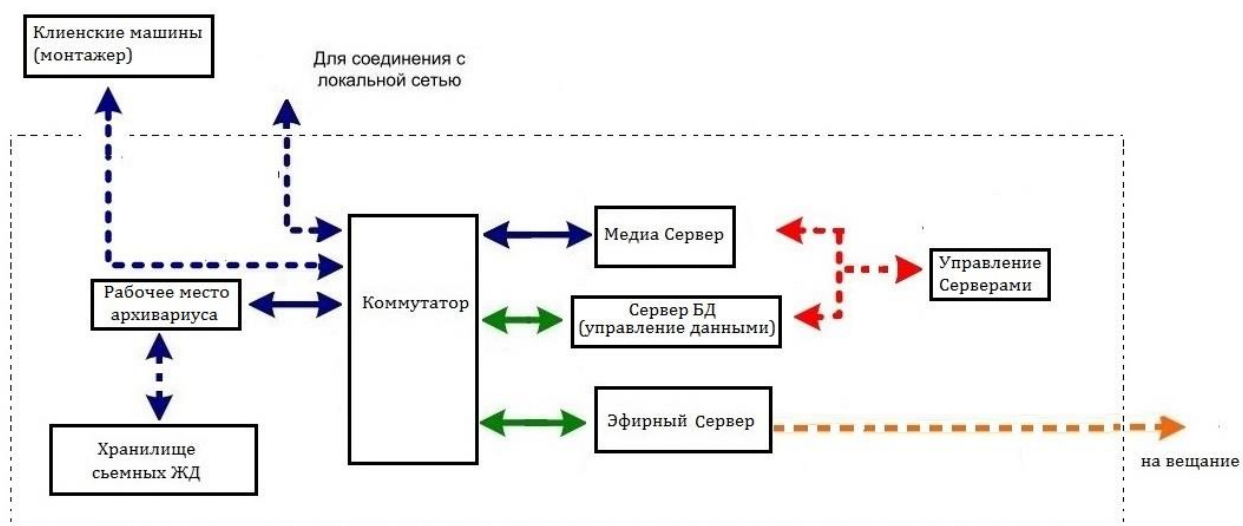 Клиенские машины
(монтажер)
Для соединения с
локальной сетью
Медиа Сервер
Управление
Серверами
Рабочее место
архивариуса
Коммутатор
Сервер БД
(управление данными)
Эфирный Сервер
Хранилище
сьемных ЖД
на вещание